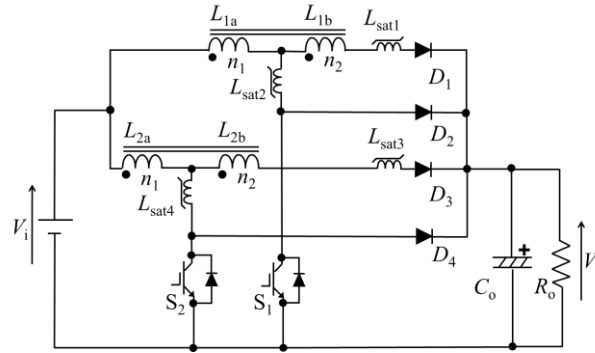 L1a L1b Lsat1
n1 n2
D1
Lsat2
D2
L2a L2b Lsat3
n1 n2
D3
Lsat4
Vi
D4
V
S2 S1 Co + Ro